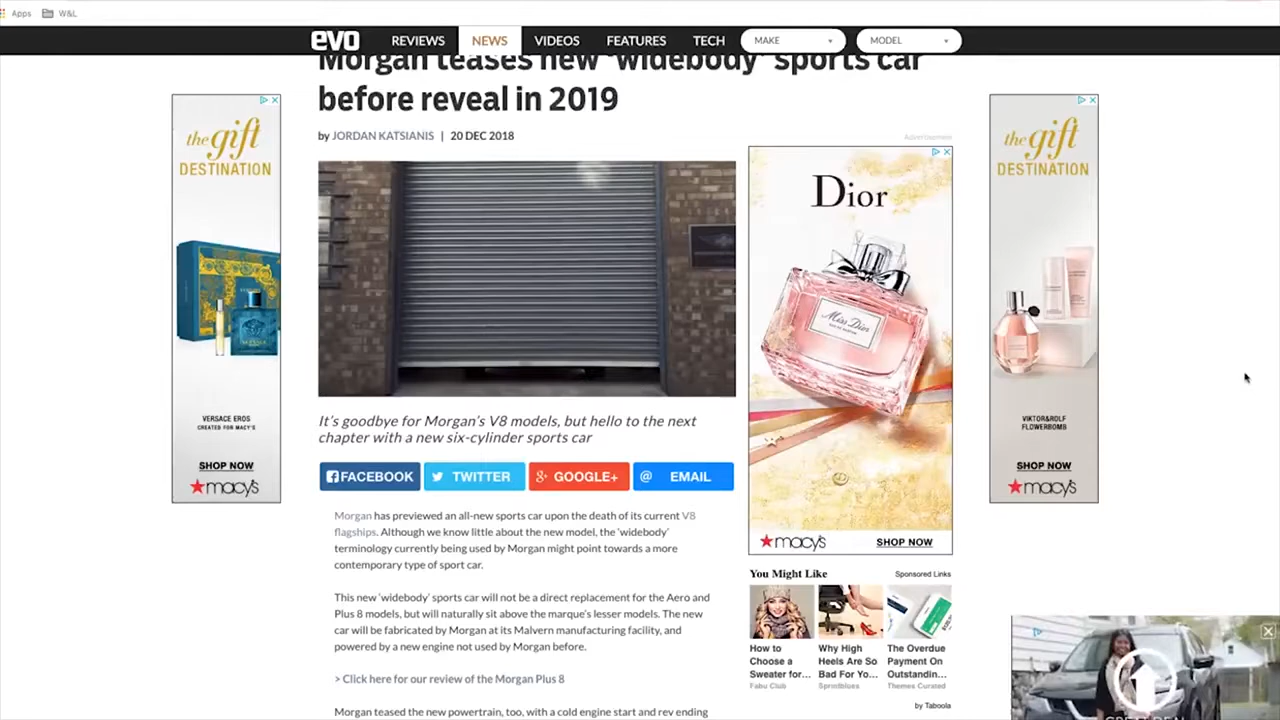 Apps
W&L
evo
REVIEWS
NEWS
VIDEOS
FEATURES
TECH
MAKE
MODEL
Morgan teases new 'widebody' sports car
before reveal in 2019
by JORDAN KATSIANIS | 20 DEC 2018
Advertisement
the gift
DESTINATION
VERSACE EROS
CREATED FOR MACY'S
SHOP NOW
macy's
It's goodbye for Morgan's V8 models, but hello to the next
chapter with a new six-cylinder sports car
FACEBOOK
TWITTER
GOOGLE+
@ EMAIL
Morgan has previewed an all-new sports car upon the death of its current V8
flagships. Although we know little about the new model, the 'widebody'
terminology currently being used by Morgan might point towards a more
contemporary type of sport car.
This new 'widebody' sports car will not be a direct replacement for the Aero and
Plus 8 models, but will naturally sit above the marque's lesser models. The new
car will be fabricated by Morgan at its Malvern manufacturing facility, and
powered by a new engine not used by Morgan before.
> Click here for our review of the Morgan Plus 8
Morgan teased the new powertrain, too, with a cold engine start and rev ending
Dior
Miss Dior
macy's
SHOP NOW
You Might Like
Sponsored Links
How to
Choose a
Sweater for...
Fabu Club
Why High
Heels Are So
Bad For Yo...
Sprodblues
The Overdue
Payment On
Outstandin...
Themes Curated
by Taboola
the gift
DESTINATION
VIKTOR&ROLF
FLOWERBOMB
SHOP NOW
macy's